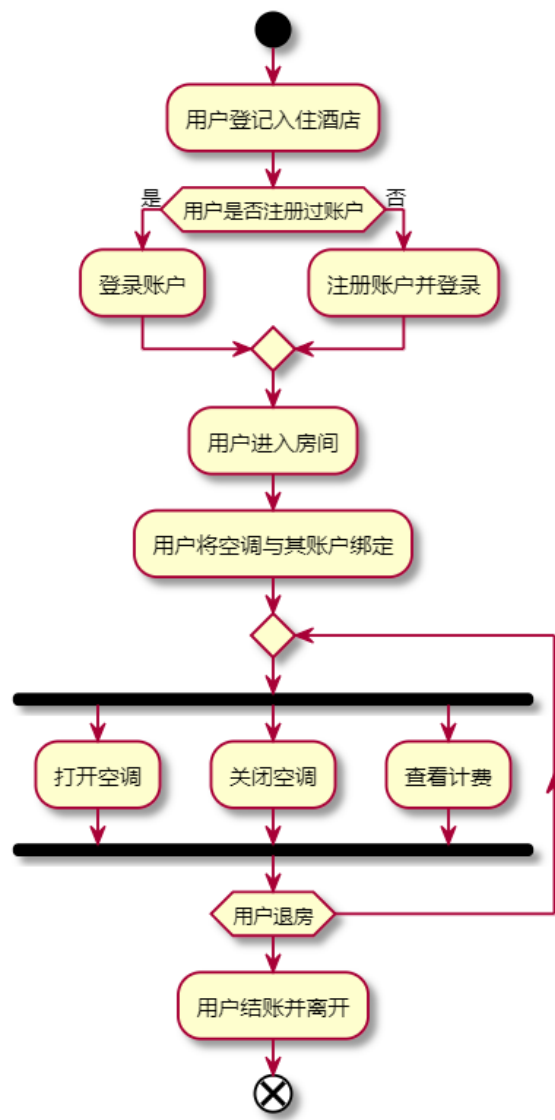 用户登记入住酒店
用户是否注册过账户
是
否
登录账户
注册账户并登录
用户进入房间
用户将空调与其账户绑定
打开空调
关闭空调
查看计费
用户退房
用户结账并离开